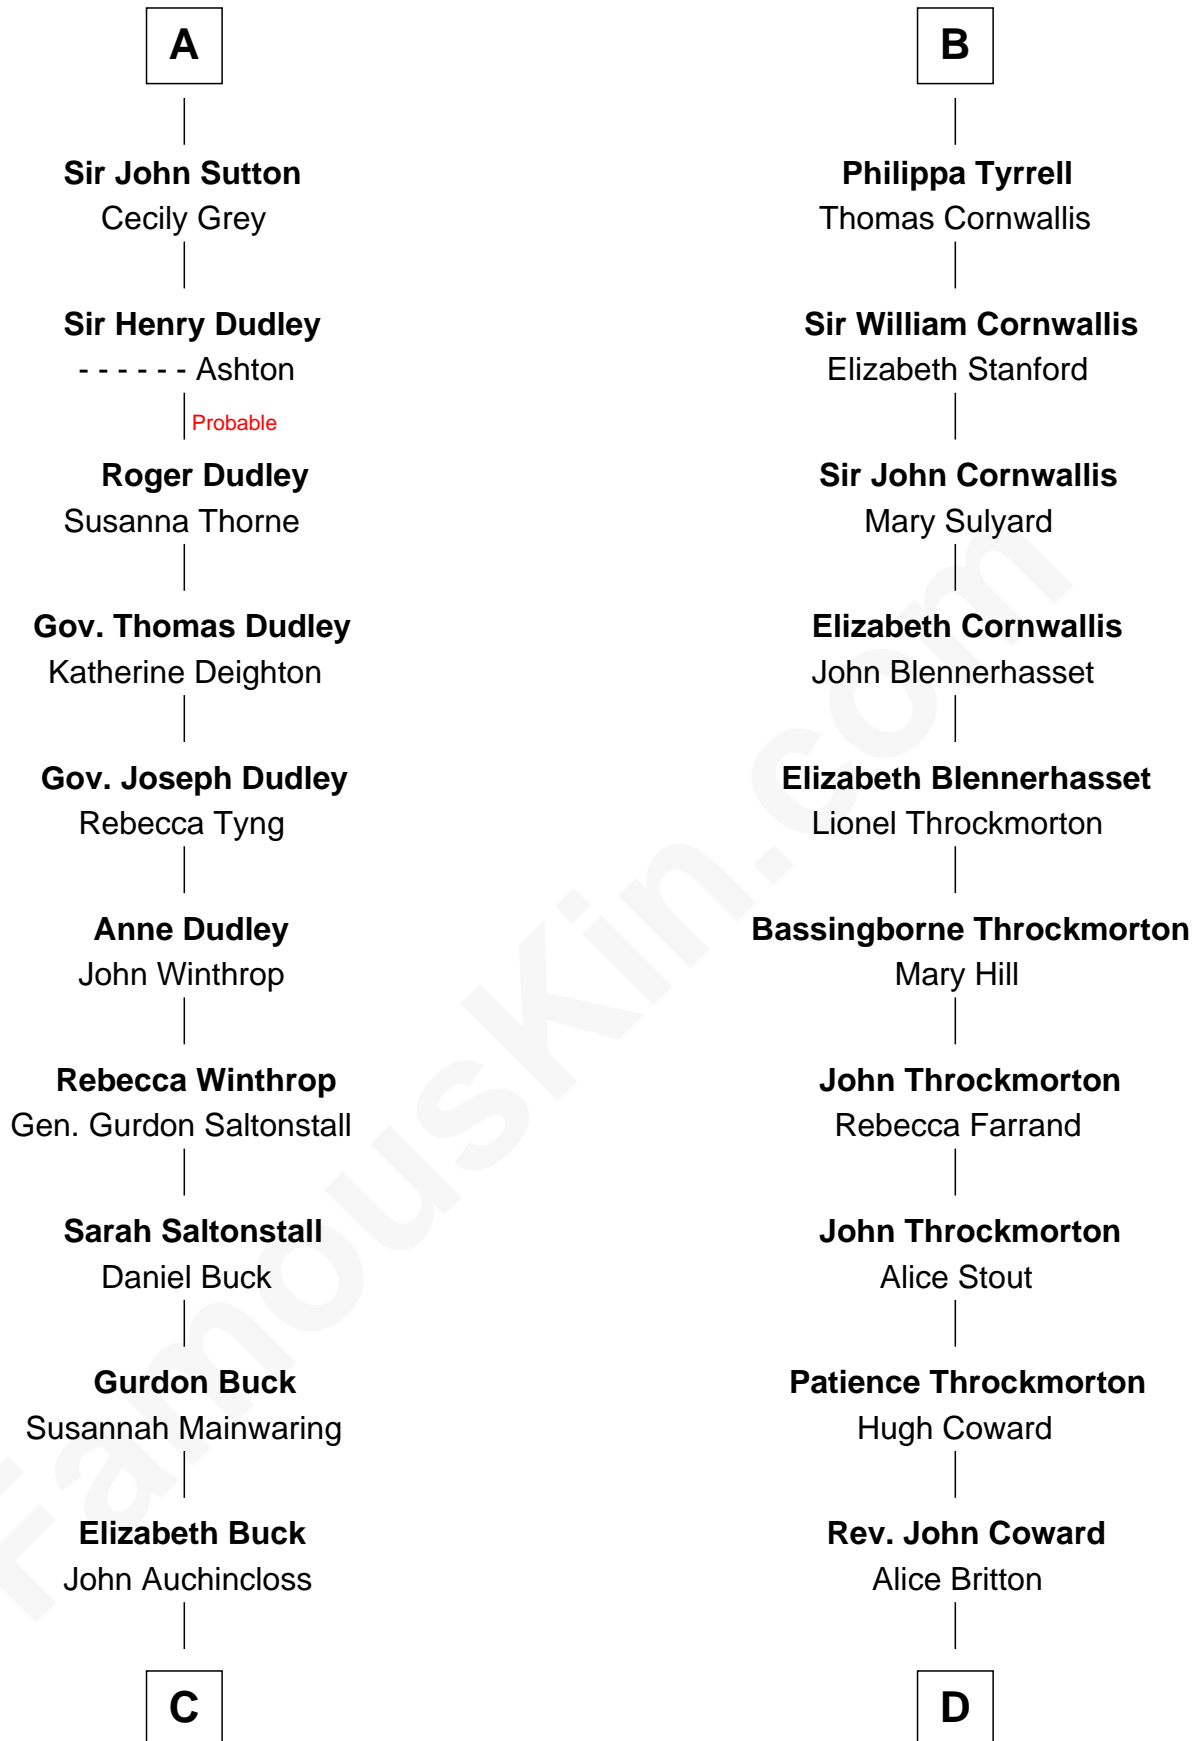 A
Sir John Sutton
Cecily Grey
Sir Henry Dudley
- - - - - - Ashton
Probable
Roger Dudley
Susanna Thorne
Gov. Thomas Dudley
Katherine Deighton
Gov. Joseph Dudley
Rebecca Tyng
Anne Dudley
John Winthrop
Rebecca Winthrop
Gen. Gurdon Saltonstall
Sarah Saltonstall
Daniel Buck
Gurdon Buck
Susannah Mainwaring
Elizabeth Buck
John Auchincloss
C
B
Philippa Tyrrell
Thomas Cornwallis
Sir William Cornwallis
Elizabeth Stanford
Sir John Cornwallis
Mary Sulyard
Elizabeth Cornwallis
John Blennerhasset
Elizabeth Blennerhasset
Lionel Throckmorton
Bassingborne Throckmorton
Mary Hill
John Throckmorton
Rebecca Farrand
John Throckmorton
Alice Stout
Patience Throckmorton
Hugh Coward
Rev. John Coward
Alice Britton
D
FamousKin.com